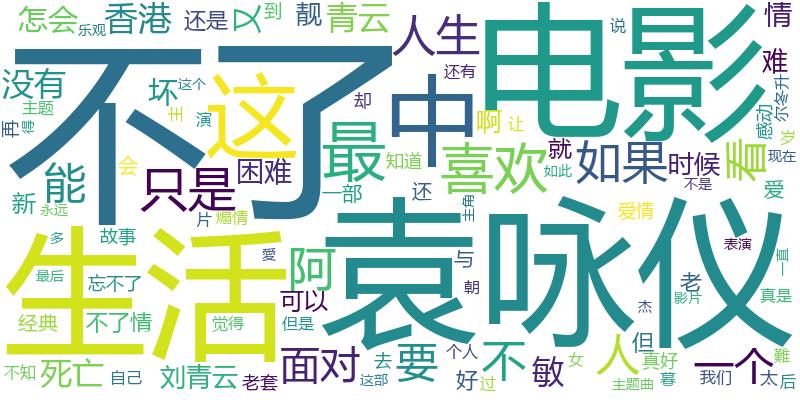 怎会 乐观 香港 还是 又 到 靓 青云 人生 电影 说 情
没有 坏 这个 不了 这 还有 难
再 主题 得 演 主 却 中 最 啊 让 感动 尔冬升
能 只是 会 困难 知道 喜欢 就 如果 时候 看 岁 现在
新 永远 片 煽情 一部 还 主角 如此 不是 爱
多 故事 愛 生活 阿 袁咏仪 爱情 与 表演 一直
最后 忘不了 可以 朝 老 影片 真是
经典 不了情 觉得 但是 杰 但
不知 死亡 自己 刘青云 老套 面对 去 这部 要 个人 好 过 不 敏 女 人 主题曲 真好 暮 一个 我们 太 難 后